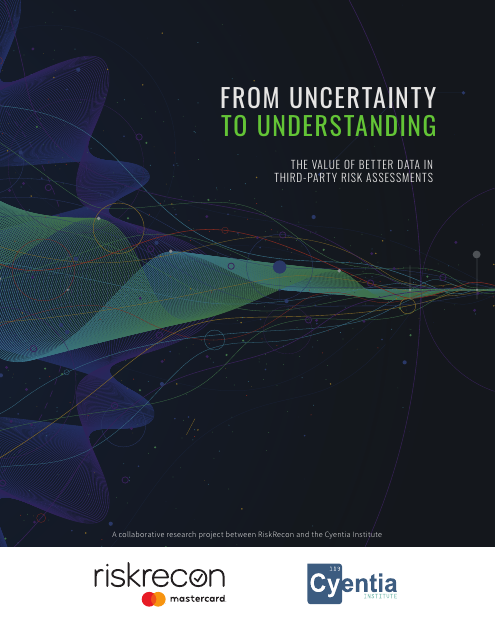 FROM UNCERTAINTY
TO UNDERSTANDING
THE VALUE OF BETTER DATA IN
THIRD-PARTY RISK ASSESSMENTS
A collaborative research project between RiskRecon and the Cyentia Institute
riskrecon
mastercard
Cyentia
INSTITUTE